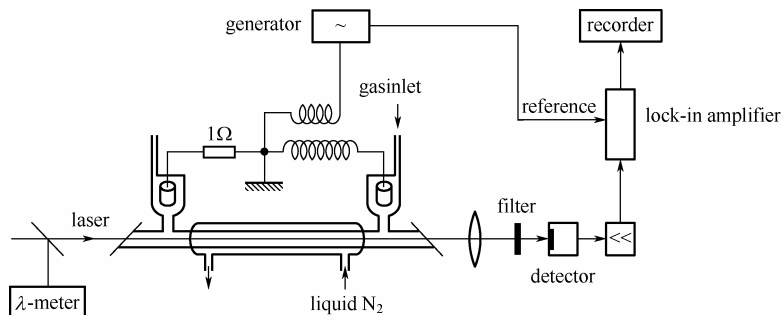 generator
~
recorder
gasinlet
1Ω
reference
lock-in amplifier
laser
filter
<<
detector
λ-meter
liquid N₂